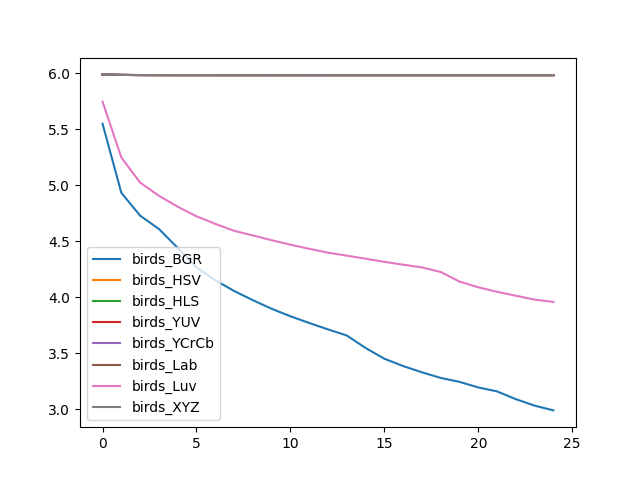 6.0
5.5
5.0
4.5
4.0
3.5
3.0
birds_BGR
birds_HSV
birds_HLS
birds_YUV
birds_YCrCb
birds_Lab
birds_Luv
birds_XYZ
0 5 10 15 20 25